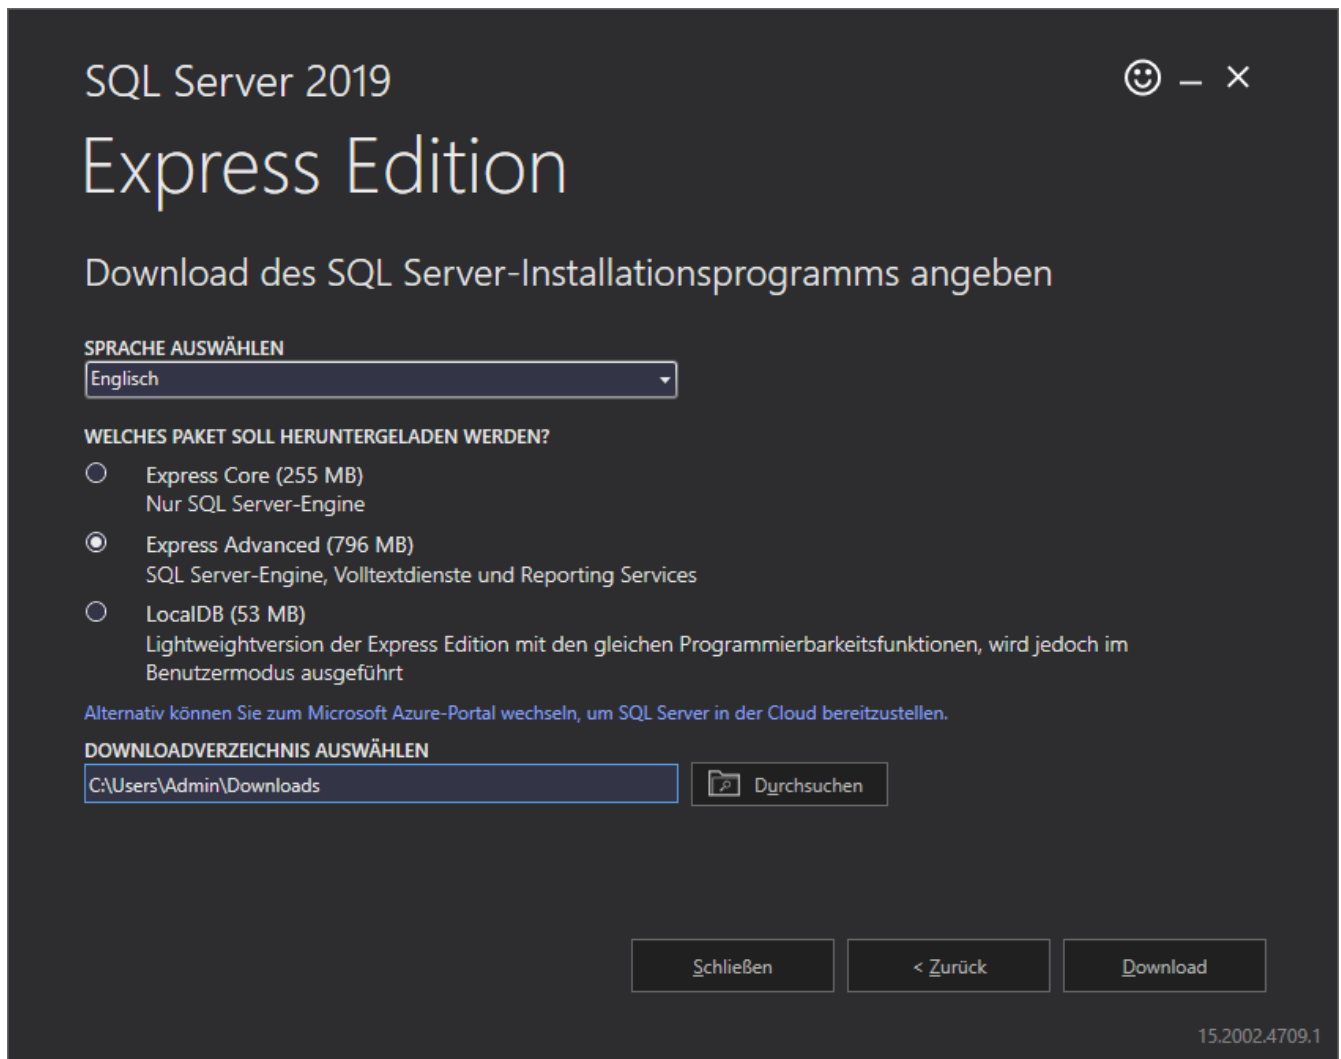 SQL Server 2019
Express Edition
Download des SQL Server-Installationsprogramms angeben
SPRACHE AUSWÄHLEN
Englisch
WELCHES PAKET SOLL HERUNTERGELADEN WERDEN?
Express Core (255 MB)
Nur SQL Server-Engine
Express Advanced (796 MB)
SQL Server-Engine, Volltextdienste und Reporting Services
LocalDB (53 MB)
Lightweightversion der Express Edition mit den gleichen Programmierbarkeitsfunktionen, wird jedoch im
Benutzermodus ausgeführt
Alternativ können Sie zum Microsoft Azure-Portal wechseln, um SQL Server in der Cloud bereitzustellen.
DOWNLOADVERZEICHNIS AUSWÄHLEN
C:\Users\Admin\Downloads
Durchsuchen
Schließen
< Zurück
Download
15.2002.4709.1